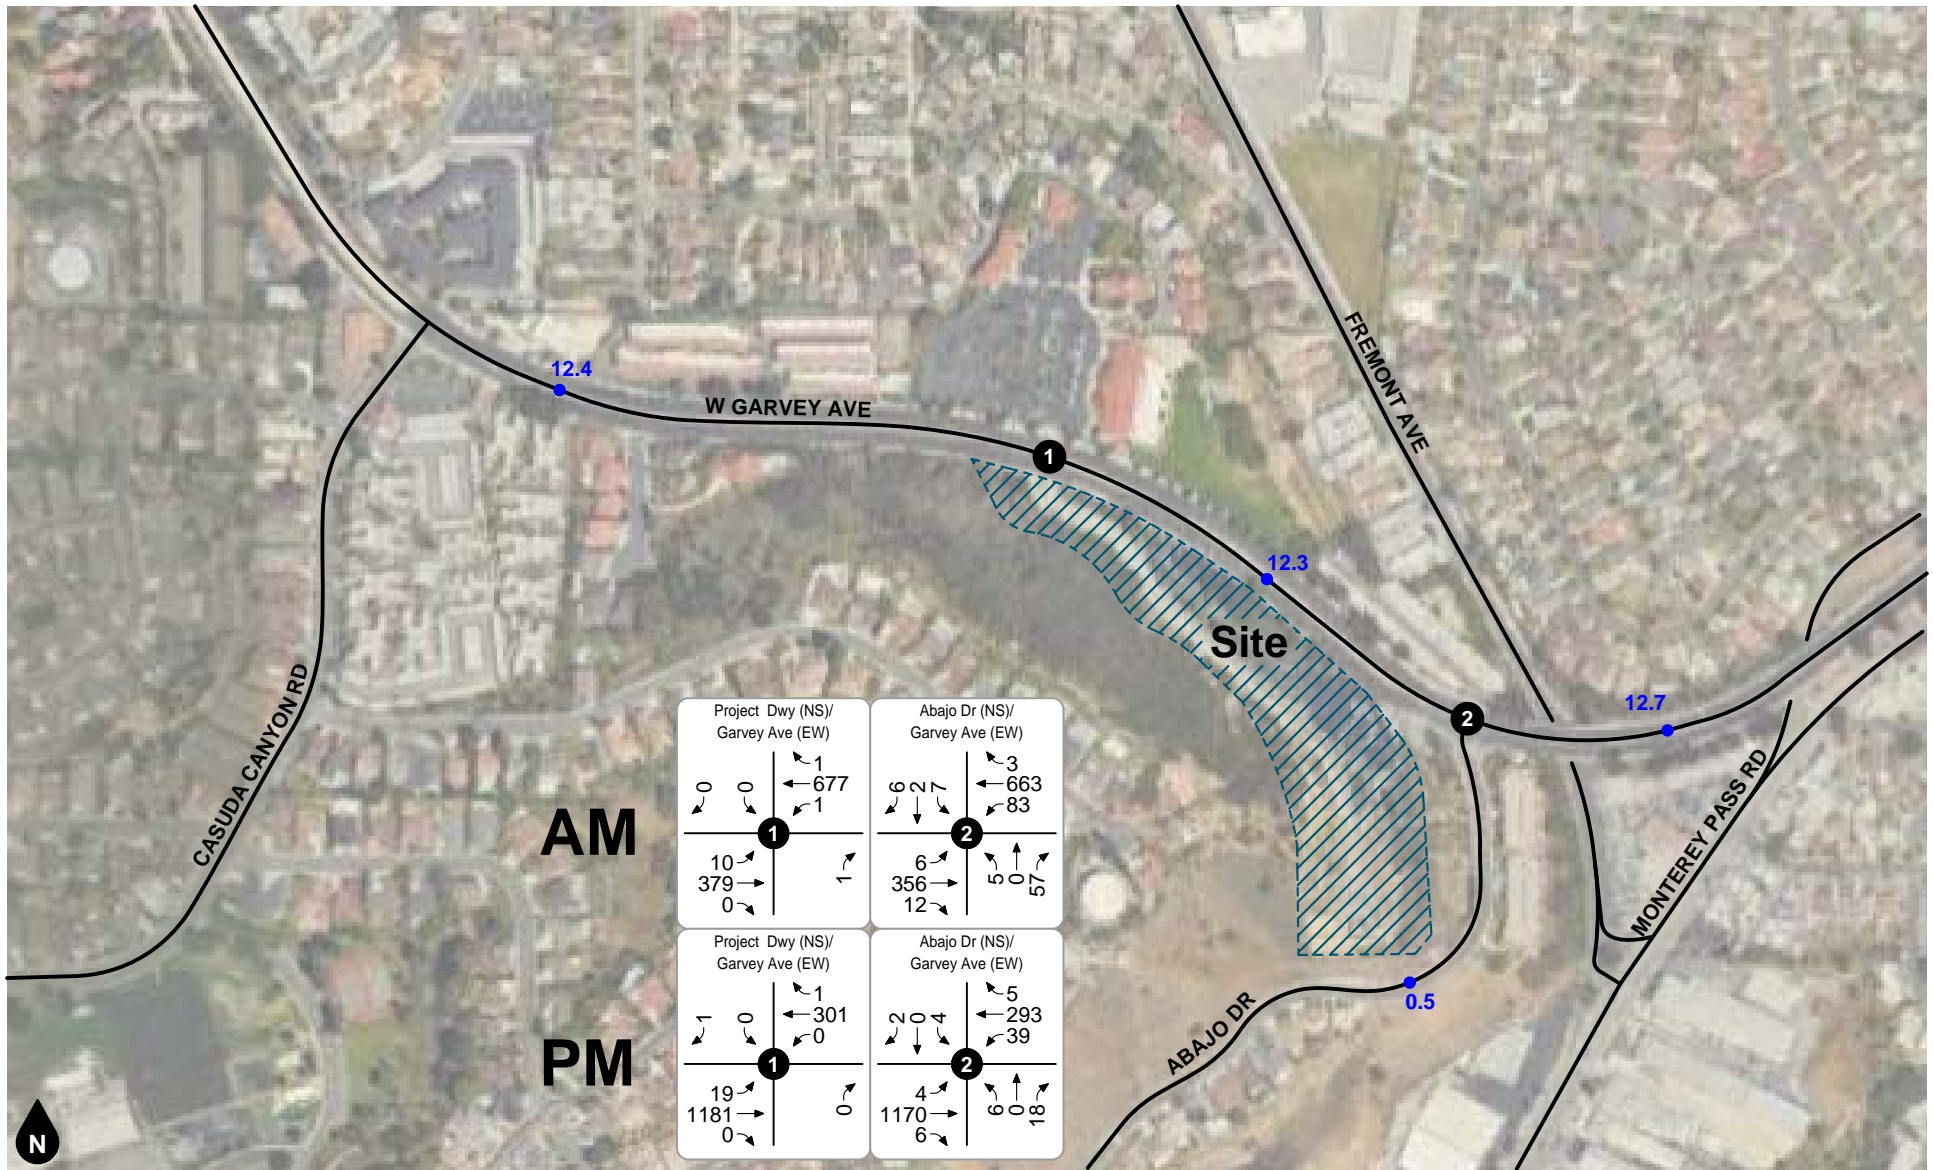 12.4
W GARVEY AVE
1
FREMONT AVE
12.3
Site
CASUDA CANYON RD
12.7
2
MONTEREY PASS RD
0.5
ABAJO DR
N
AM
Project Dwy (NS)/
Garvey Ave (EW)
0 0
1
677
1
1
10
379
0
1
Abajo Dr (NS)/
Garvey Ave (EW)
6 2 7
3
663
83
2
6
356
12
5 0 57
PM
Project Dwy (NS)/
Garvey Ave (EW)
1 0
1
301
0
1
19
1181
0
0
Abajo Dr (NS)/
Garvey Ave (EW)
2 0 4
5
293
39
2
4
1170
6
6 0 18